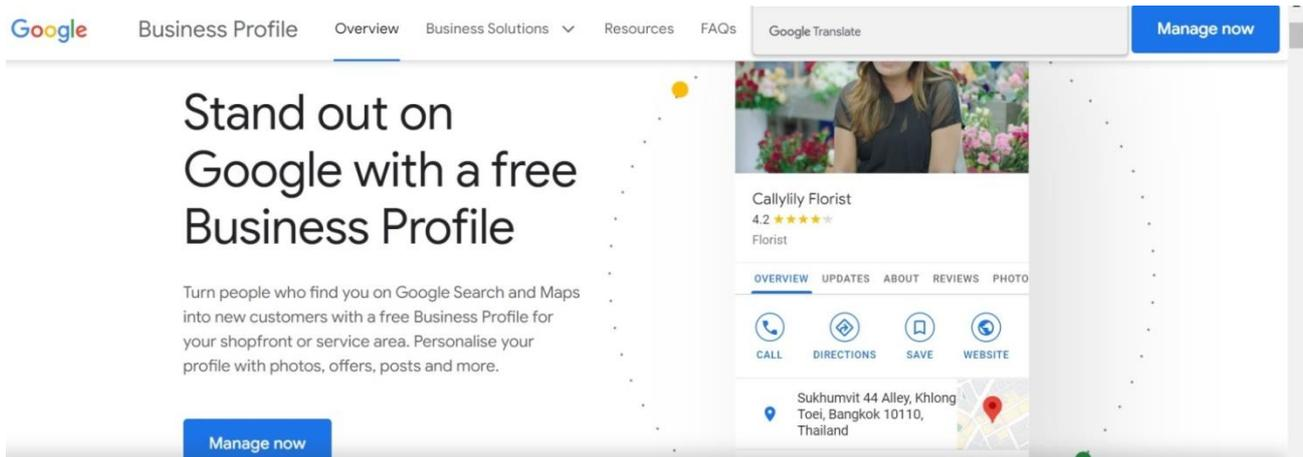 Google Business Profile Overview Business Solutions Resources FAQs Google Translate Manage now
Stand out on
Google with a free
Business Profile
Turn people who find you on Google Search and Maps
into new customers with a free Business Profile for
your shopfront or service area. Personalise your
profile with photos, offers, posts and more.
Manage now
Callylily Florist
4.2
Florist
OVERVIEW UPDATES ABOUT REVIEWS PHOTO
CALL DIRECTIONS SAVE WEBSITE
Sukhumvit 44 Alley, Khlong
Toei, Bangkok 10110,
Thailand